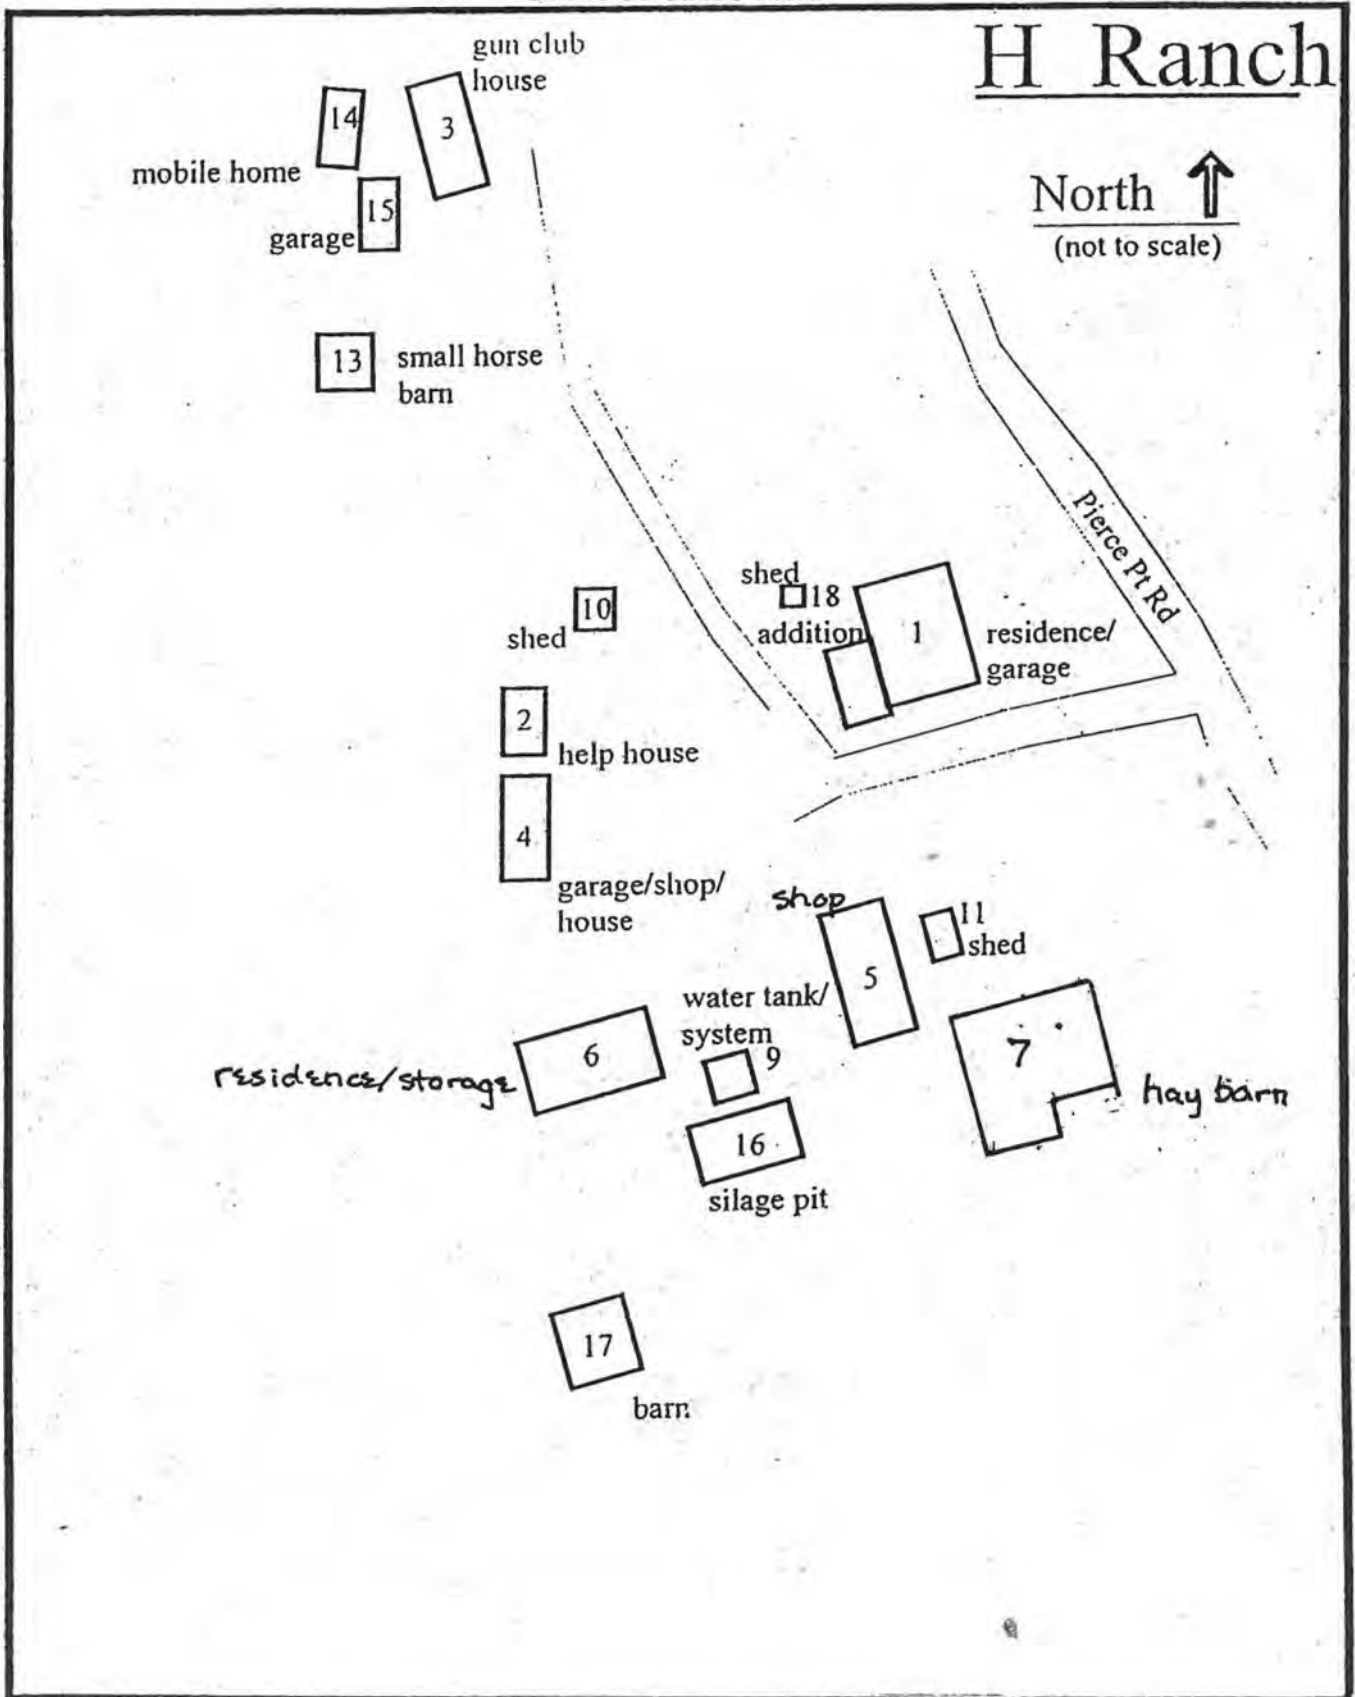 H Ranch
North
(not to scale)
gun club
house
3
14
mobile home
15
garage
13
small horse
barn
Pierce Pt Rd
shed
18
addition
1
residence/
garage
10
shed
2
help house
4
garage/shop/
house
shop
5
11
shed
water tank/
system
9
6
residence/storage
7
hay barn
16
silage pit
17
barn